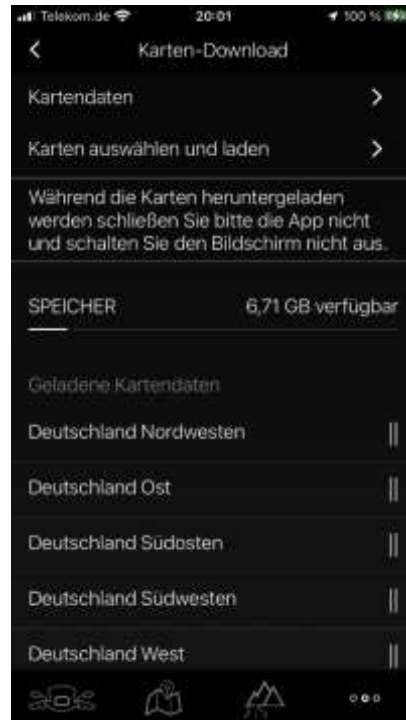 Telekom.de 20:01 100 %
Karten-Download
Kartendaten
Karten auswählen und laden
Während die Karten heruntergeladen
werden schließen Sie bitte die App nicht
und schalten Sie den Bildschirm nicht aus.
SPEICHER 6,71 GB verfügbar
Geladene Kartendaten
Deutschland Nordwesten
Deutschland Ost
Deutschland Südosten
Deutschland Südwesten
Deutschland West